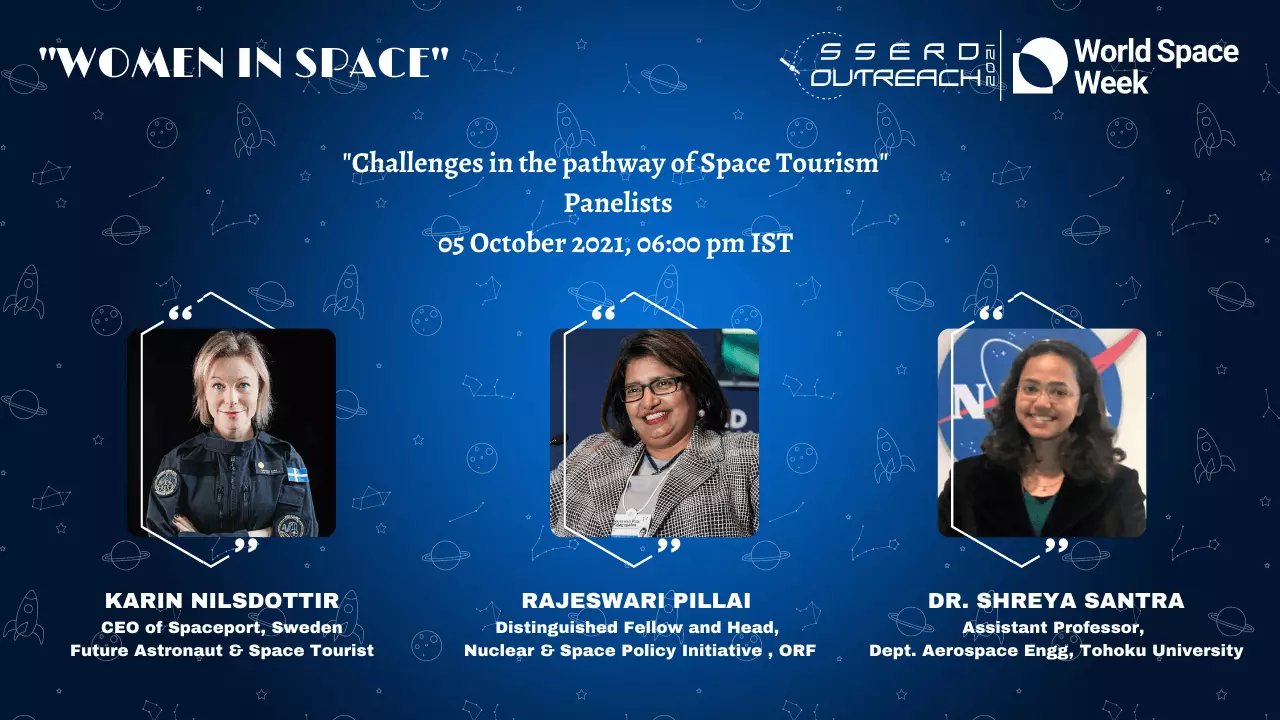 "WOMEN IN SPACE"
SSERD
OUTREACH 2021
World Space
Week
"Challenges in the pathway of Space Tourism"
Panelists
05 October 2021, 06:00 pm IST
KARIN NILSDOTTIR
CEO of Spaceport, Sweden
Future Astronaut & Space Tourist
RAJESWARI PILLAI
Distinguished Fellow and Head,
Nuclear & Space Policy Initiative , ORF
DR. SHREYA SANTRA
Assistant Professor,
Dept. Aerospace Engg, Tohoku University